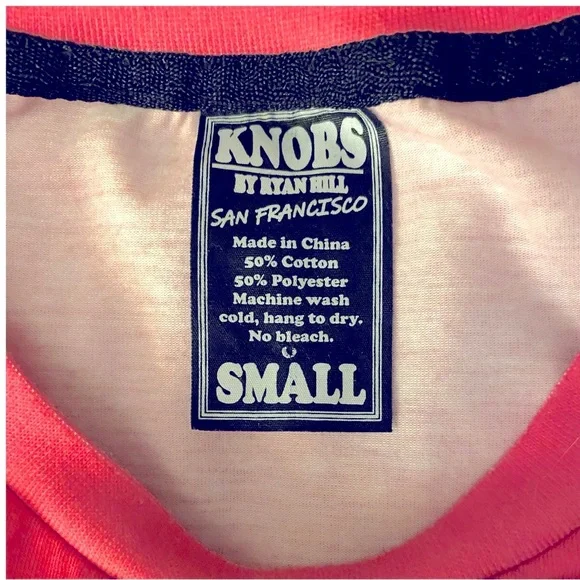 KNOBS
BY RYAN HILL
SAN FRANCISCO
Made in China
50% Cotton
50% Polyester
Machine wash
cold, hang to dry.
No bleach.
SMALL